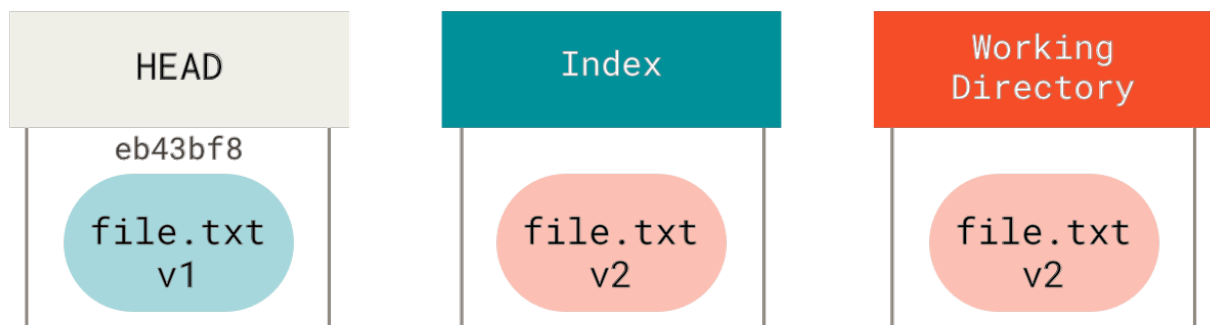 HEAD
Index
Working
Directory
eb43bf8
file.txt
v1
file.txt
v2
file.txt
v2